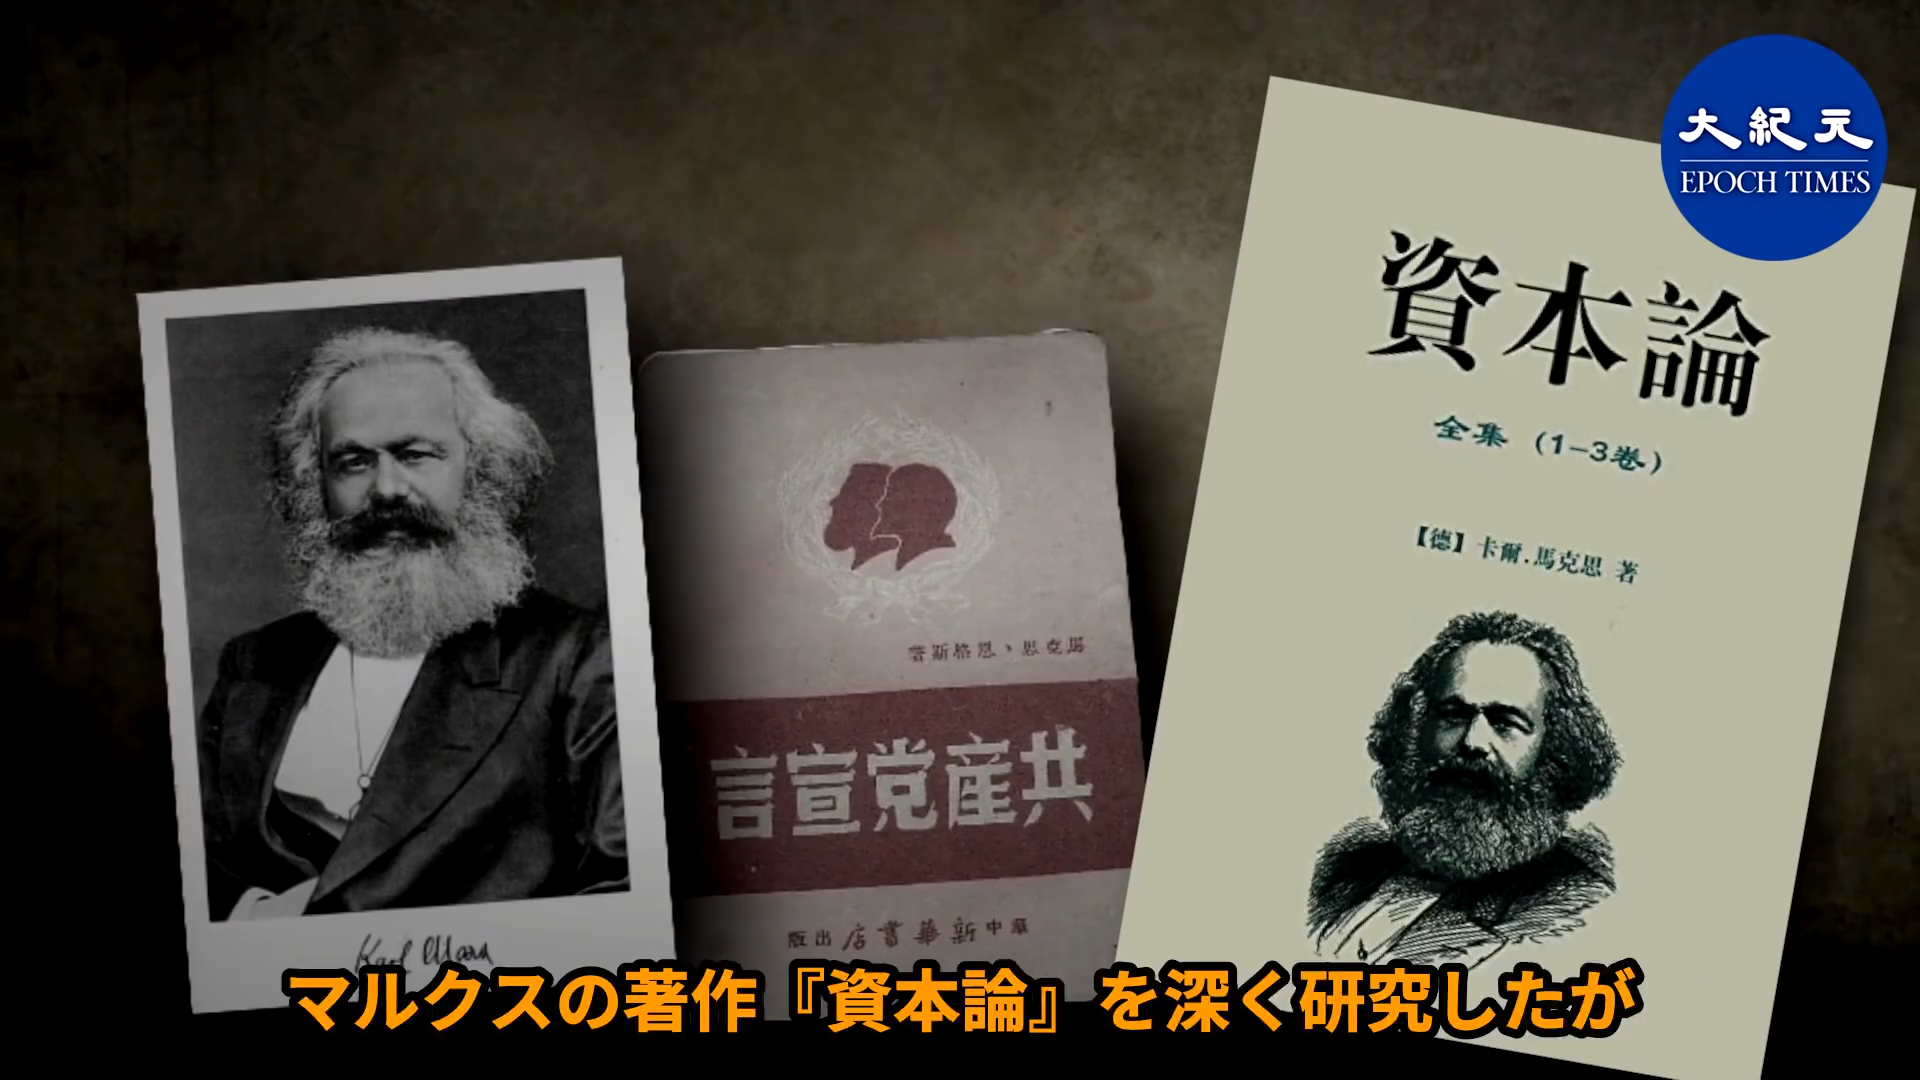 大紀元
EPOCH TIMES
資本論
全集 (1-3巻)
【德】卡爾.馬克思 著
著斯格恩、思克馬
言宣党産共
版出店書華新中華
Karl Marx
マルクスの著作『資本論』を深く研究したが